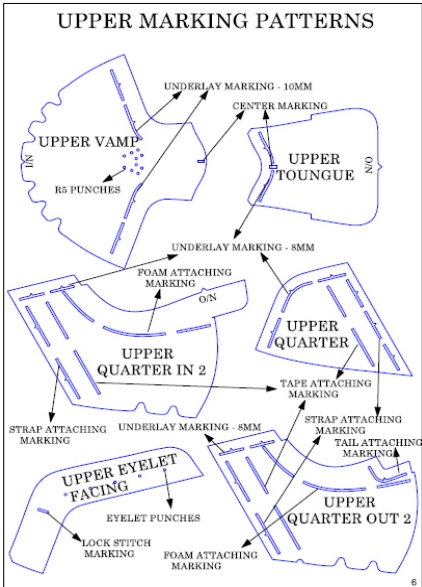 UPPER MARKING PATTERNS
UNDERLAY MARKING - 10MM
CENTER MARKING
I/N
UPPER VAMP
R5 PUNCHES
UPPER
TOUNGUE
O/N
UNDERLAY MARKING - 8MM
FOAM ATTACHING
MARKING
O/N
UPPER
QUARTER IN 2
UPPER
QUARTER
TAPE ATTACHING
MARKING
STRAP ATTACHING
MARKING
UNDERLAY MARKING - 8MM
STRAP ATTACHING
MARKING
TAIL ATTACHING
MARKING
UPPER EYELET
FACING
EYELET PUNCHES
UPPER
QUARTER OUT 2
LOCK STITCH
MARKING
FOAM ATTACHING
MARKING
6